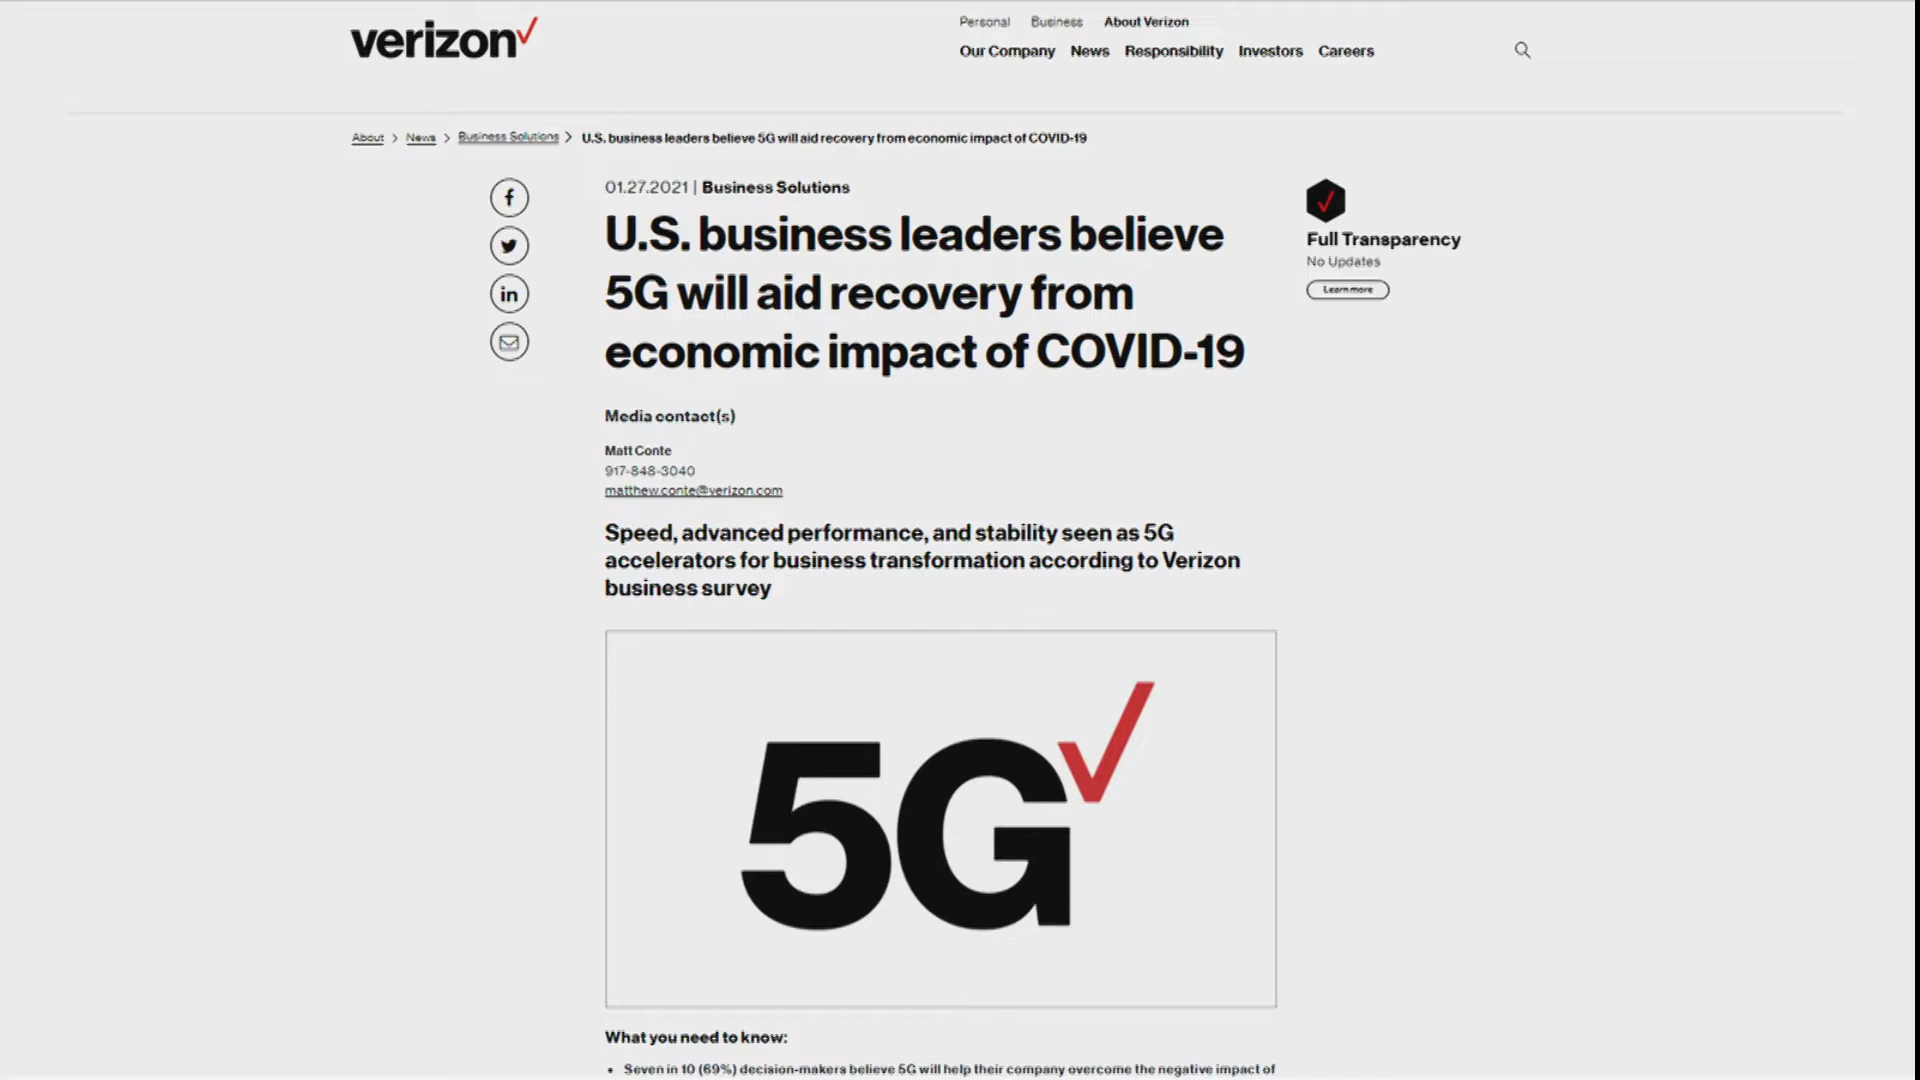 verizon
Personal Business About Verizon
Our Company News Responsibility Investors Careers
About > News > Business Solutions > U.S. business leaders believe 5G will aid recovery from economic impact of COVID-19
01.27.2021 | Business Solutions
U.S. business leaders believe
5G will aid recovery from
economic impact of COVID-19
Full Transparency
No Updates
Learn more
Media contact(s)
Matt Conte
917-848-3040
matthew.conte@verizon.com
Speed, advanced performance, and stability seen as 5G
accelerators for business transformation according to Verizon
business survey
5G
What you need to know:
• Seven in 10 (69%) decision-makers believe 5G will help their company overcome the negative impact of